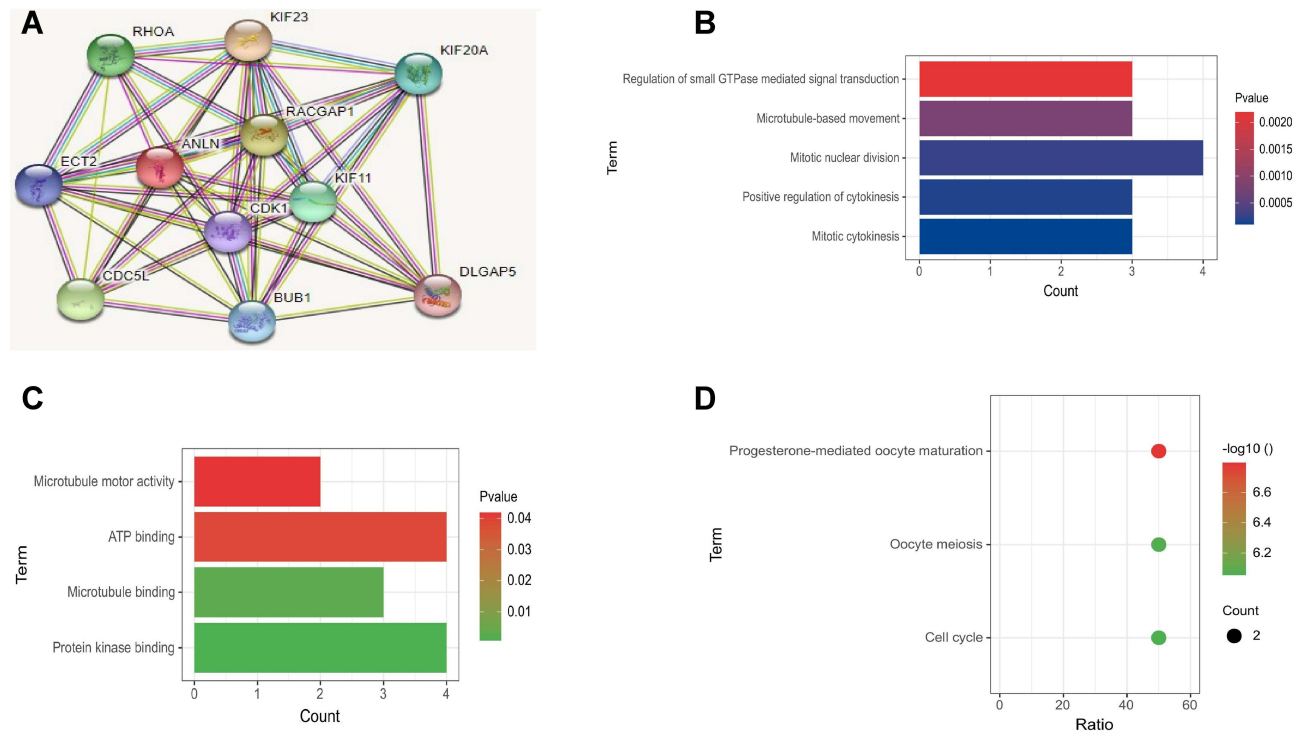 A
KIF23
RHOA
KIF20A
RACGAP1
ANLN
ECT2
KIF11
CDK1
CDC5L
DLGAP5
BUB1
B
Term
Regulation of small GTPase mediated signal transduction
Microtubule-based movement
Mitotic nuclear division
Positive regulation of cytokinesis
Mitotic cytokinesis
0 1 2 3 4
Count
Pvalue
0.0020
0.0015
0.0010
0.0005
C
Term
Microtubule motor activity
ATP binding
Microtubule binding
Protein kinase binding
0 1 2 3 4
Count
Pvalue
0.04
0.03
0.02
0.01
D
Term
Progesterone-mediated oocyte maturation
Oocyte meiosis
Cell cycle
0 20 40 60
Ratio
-log10 ()
6.6
6.4
6.2
Count
2